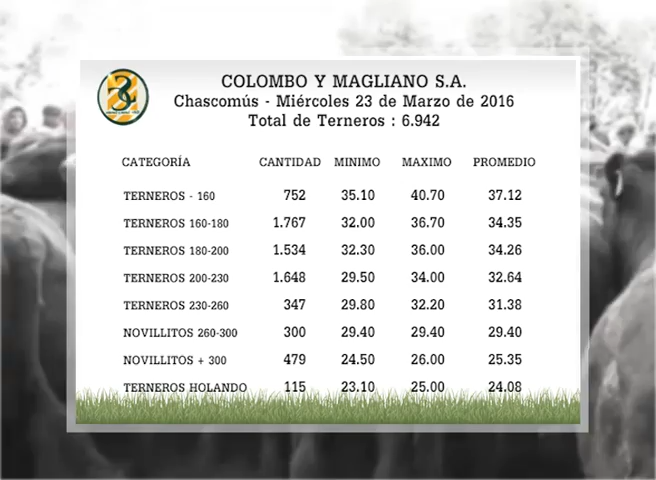 COLOMBO Y MAGLIANO S.A.
Chascomús - Miércoles 23 de Marzo de 2016
Total de Terneros : 6.942
CATEGORÍA CANTIDAD MINIMO MAXIMO PROMEDIO
TERNEROS - 160 752 35.10 40.70 37.12
TERNEROS 160-180 1.767 32.00 36.70 34.35
TERNEROS 180-200 1.534 32.30 36.00 34.26
TERNEROS 200-230 1.648 29.50 34.00 32.64
TERNEROS 230-260 347 29.80 32.20 31.38
NOVILLITOS 260-300 300 29.40 29.40 29.40
NOVILLITOS + 300 479 24.50 26.00 25.35
TERNEROS HOLANDO 115 23.10 25.00 24.08